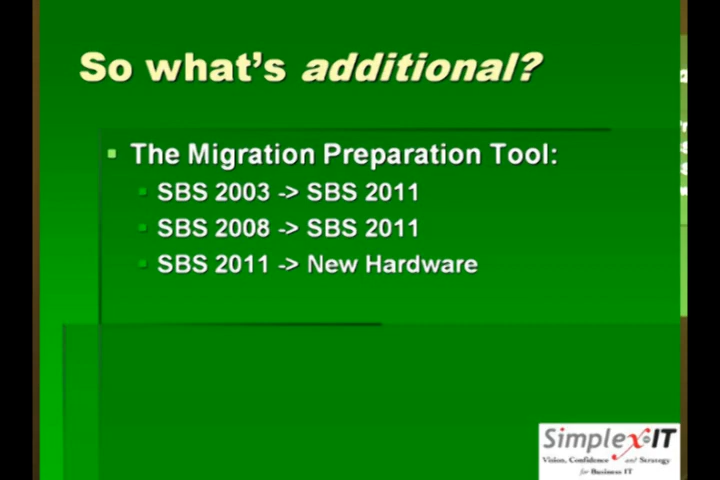 So what's additional?
The Migration Preparation Tool:
SBS 2003 -> SBS 2011
SBS 2008 -> SBS 2011
SBS 2011 -> New Hardware
Simplex-IT
Vision, Confidence and Strategy
for Business IT